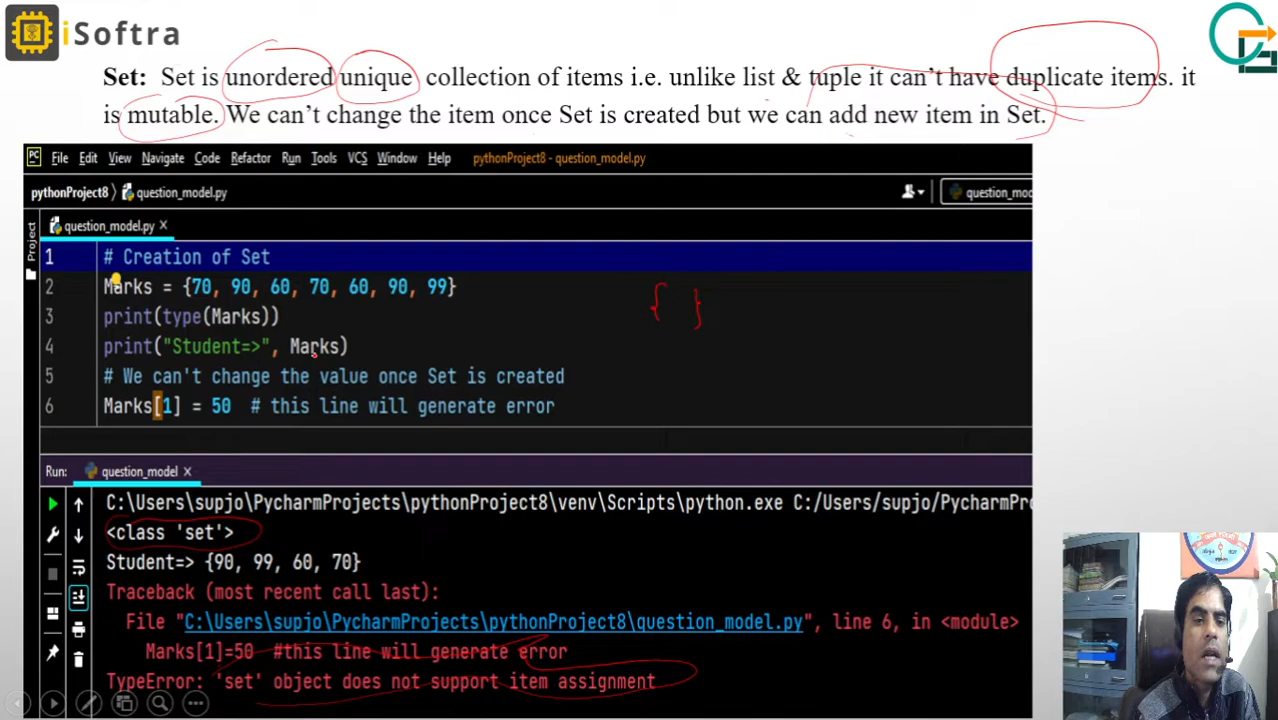 iSoftra
Set: Set is unordered unique collection of items i.e. unlike list & tuple it can't have duplicate items. it
is mutable. We can't change the item once Set is created but we can add new item in Set.
PC File Edit View Navigate Code Refactor Run Tools VCS Window Help pythonProject8 - question_model.py
pythonProject8 question_model.py question_mod
Project
question_model.py
1 # Creation of Set
2 Marks = {70, 90, 60, 70, 60, 90, 99}
{ }
3 print(type(Marks))
4 print("Student=>", Marks)
5 # We can't change the value once Set is created
6 Marks[1] = 50 # this line will generate error
Run: question_model
C:\Users\supjo\PycharmProjects\pythonProject8\venv\Scripts\python.exe C:/Users/supjo/PycharmPro
<class 'set'>
Student=> {90, 99, 60, 70}
Traceback (most recent call last):
File "C:\Users\supjo\PycharmProjects\pythonProject8\question_model.py", line 6, in <module>
Marks[1]=50 #this line will generate error
TypeError: 'set' object does not support item assignment